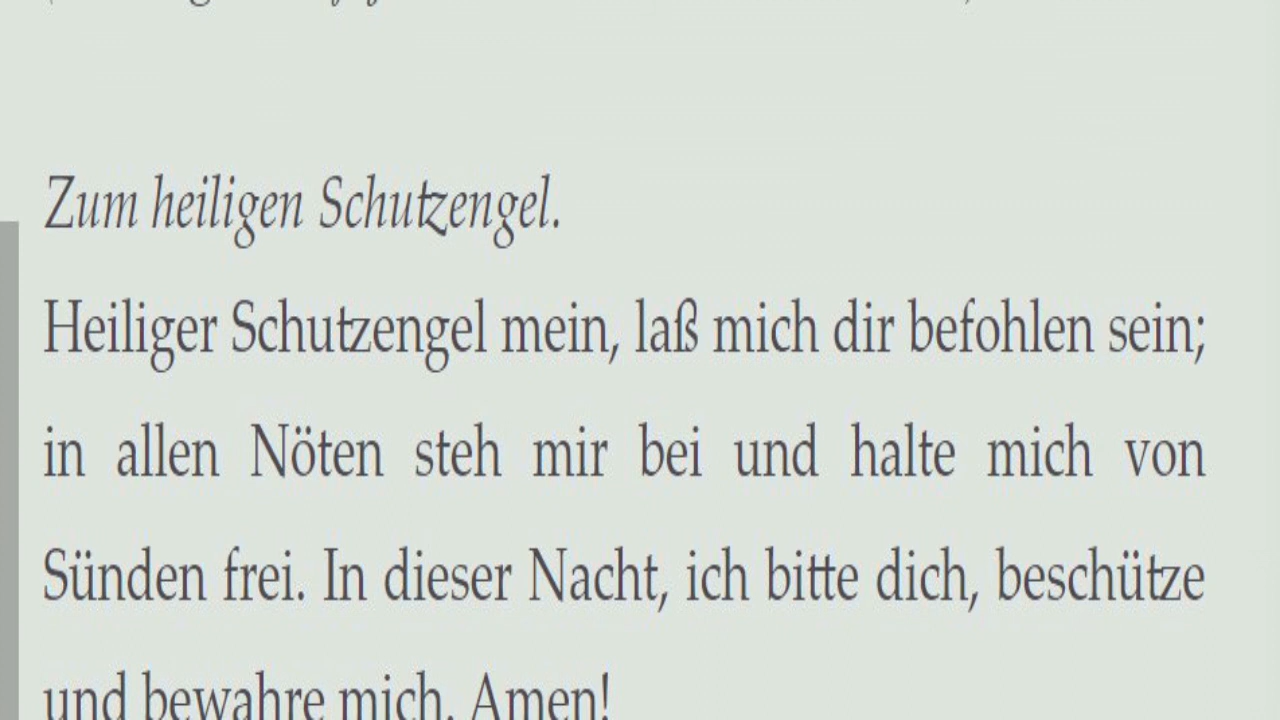 Zum heiligen Schutzengel.
Heiliger Schutzengel mein, laß mich dir befohlen sein;
in allen Nöten steh mir bei und halte mich von
Sünden frei. In dieser Nacht, ich bitte dich, beschütze
und bewahre mich. Amen!